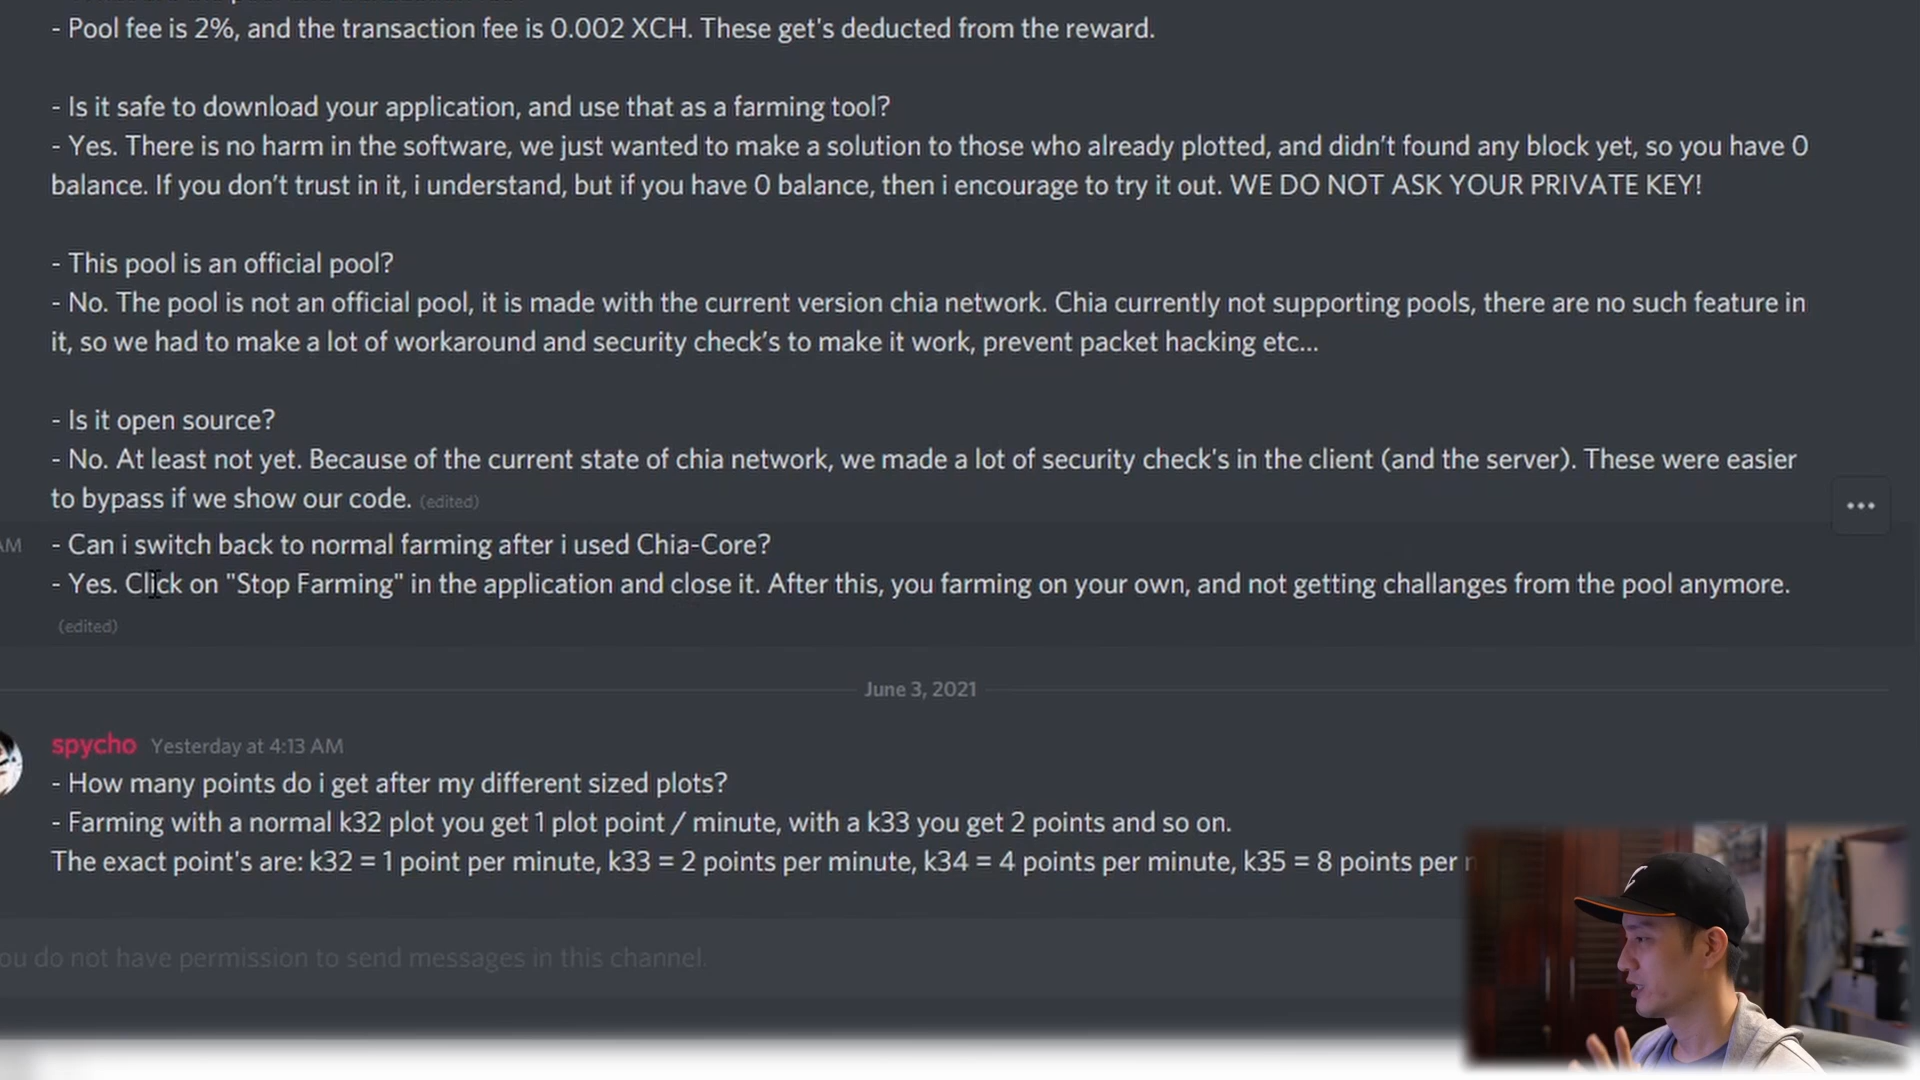 - Pool fee is 2%, and the transaction fee is 0.002 XCH. These get's deducted from the reward.
- Is it safe to download your application, and use that as a farming tool?
- Yes. There is no harm in the software, we just wanted to make a solution to those who already plotted, and didn't found any block yet, so you have 0
balance. If you don't trust in it, i understand, but if you have 0 balance, then i encourage to try it out. WE DO NOT ASK YOUR PRIVATE KEY!
- This pool is an official pool?
- No. The pool is not an official pool, it is made with the current version chia network. Chia currently not supporting pools, there are no such feature in
it, so we had to make a lot of workaround and security check's to make it work, prevent packet hacking etc...
- Is it open source?
- No. At least not yet. Because of the current state of chia network, we made a lot of security check's in the client (and the server). These were easier
to bypass if we show our code. (edited)
AM - Can i switch back to normal farming after i used Chia-Core?
- Yes. Click on "Stop Farming" in the application and close it. After this, you farming on your own, and not getting challanges from the pool anymore.
(edited)
June 3, 2021
spycho Yesterday at 4:13 AM
- How many points do i get after my different sized plots?
- Farming with a normal k32 plot you get 1 plot point / minute, with a k33 you get 2 points and so on.
The exact point's are: k32 = 1 point per minute, k33 = 2 points per minute, k34 = 4 points per minute, k35 = 8 points per
ou do not have permission to send messages in this channel.